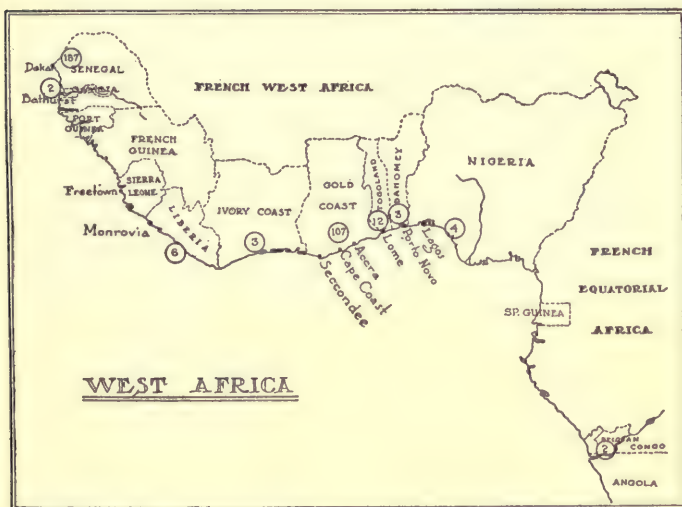 187
Dakar SENEGAL
FRENCH WEST AFRICA
2
GAMBIA
Bathurst
PORT
GUINEA
FRENCH
GUINEA
NIGERIA
TOGOLAND
DAHOMEY
GOLD
COAST
SIERRA
LEONE
Freetown
LIBERIA
IVORY COAST
Monrovia
6
3
107
12
3
4
Seccondee
Cape Coast
Accra
Lome
Porto Novo
Lagos
FRENCH
EQUATORIAL
AFRICA
SP. GUINEA
WEST AFRICA
BELGIAN
CONGO
2
ANGOLA